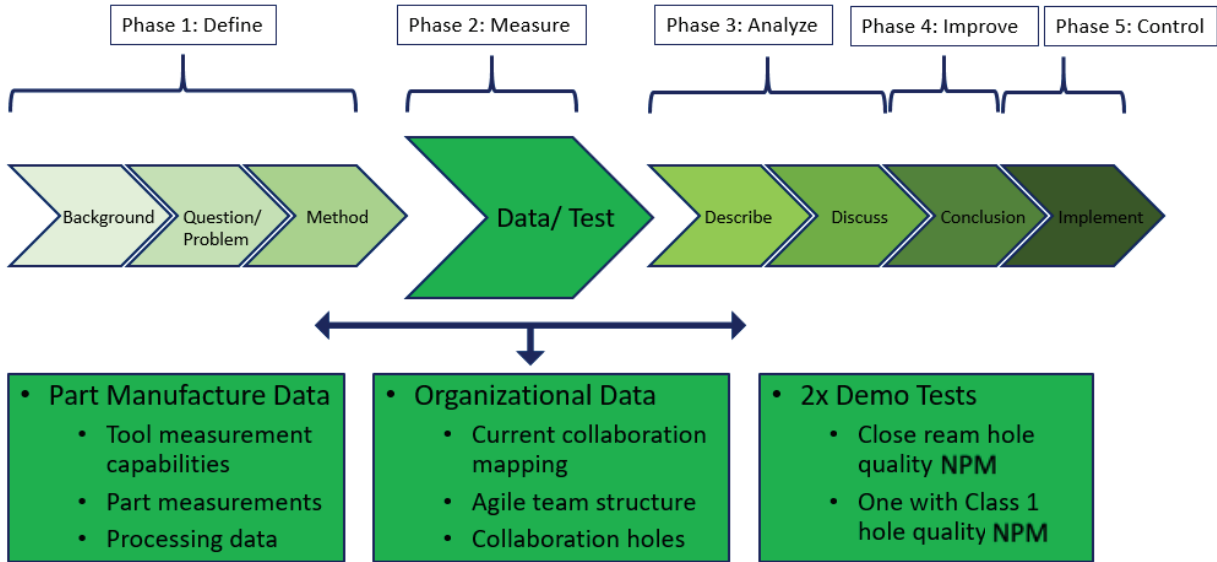 Phase 1: Define
Phase 2: Measure
Phase 3: Analyze
Phase 4: Improve
Phase 5: Control
Background
Question/
Problem
Method
Data/ Test
Describe
Discuss
Conclusion
Implement
• Part Manufacture Data
• Tool measurement
capabilities
• Part measurements
• Processing data
• Organizational Data
• Current collaboration
mapping
• Agile team structure
• Collaboration holes
• 2x Demo Tests
• Close ream hole
quality NPM
• One with Class 1
hole quality NPM